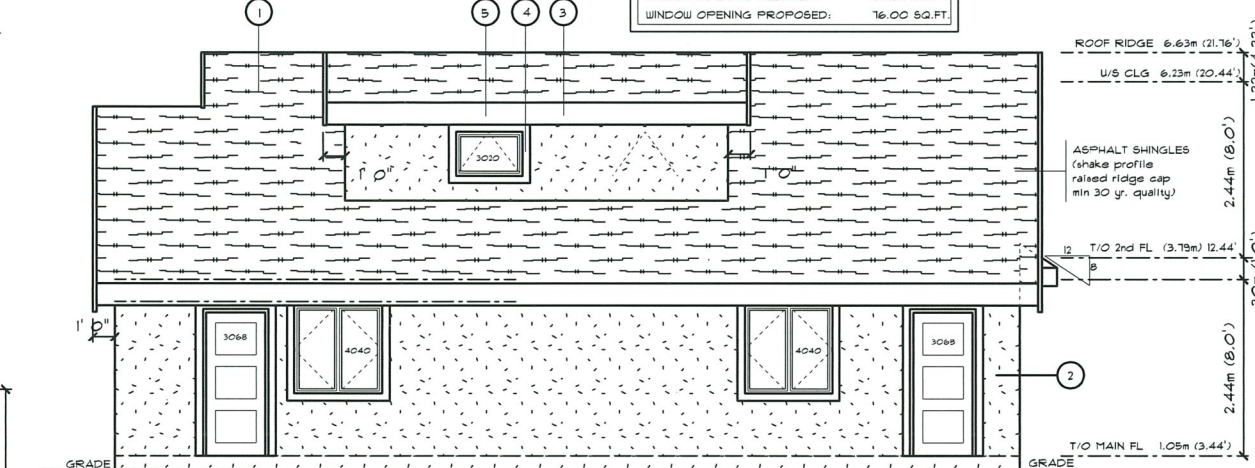 WINDOW OPENING PROPOSED: 76.00 SQ.FT.
1
5
4
3
ROOF RIDGE 6.63m (21.76')
U/S CLG 6.23m (20.44')
3020
1' 0"
1' 0"
ASPHALT SHINGLES
(shake profile
raised ridge cap
min 30 yr. quality)
2.44m (8.0')
T/O 2nd FL (3.79m) 12.44'
12
8
1' 0"
3068
4040
4040
3068
2
2.44m (8.0')
T/O MAIN FL 1.05m (3.44')
GRADE
GRADE